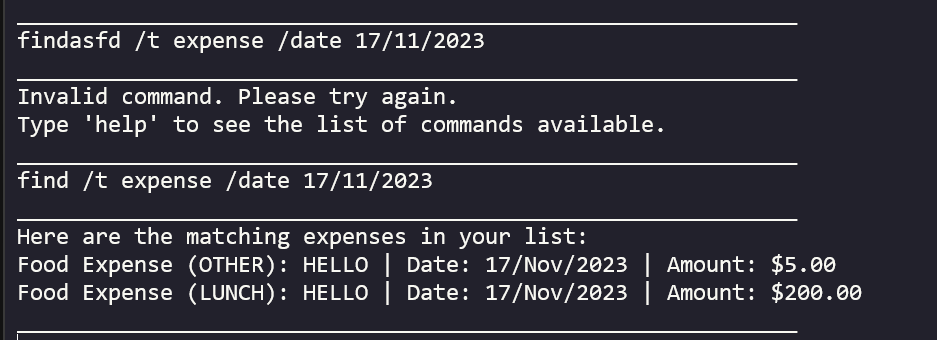 findasfd /t expense /date 17/11/2023
Invalid command. Please try again.
Type 'help' to see the list of commands available.
find /t expense /date 17/11/2023
Here are the matching expenses in your list:
Food Expense (OTHER): HELLO | Date: 17/Nov/2023 | Amount: $5.00
Food Expense (LUNCH): HELLO | Date: 17/Nov/2023 | Amount: $200.00